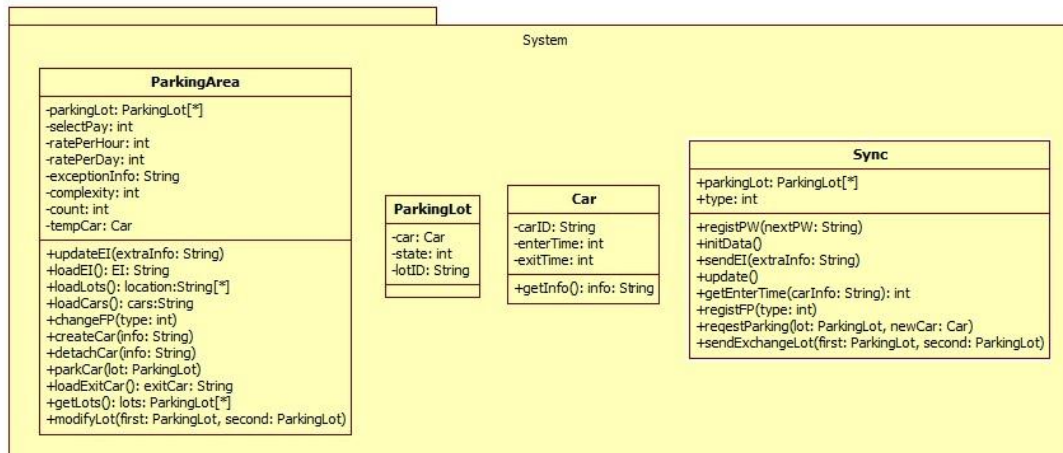 System
ParkingArea
-parkingLot: ParkingLot[*]
-selectPay: int
-ratePerHour: int
-ratePerDay: int
-exceptionInfo: String
-complexity: int
-count: int
-tempCar: Car
+updateEI(extraInfo: String)
+loadEI(): EI: String
+loadLots(): location:String[*]
+loadCars(): cars:String
+changeFP(type: int)
+createCar(info: String)
+detachCar(info: String)
+parkCar(lot: ParkingLot)
+loadExitCar(): exitCar: String
+getLots(): lots: ParkingLot[*]
+modifyLot(first: ParkingLot, second: ParkingLot)
ParkingLot
-car: Car
-state: int
-lotID: String
Car
-carID: String
-enterTime: int
-exitTime: int
+getInfo(): info: String
Sync
+parkingLot: ParkingLot[*]
+type: int
+registPW(nextPW: String)
+initData()
+sendEI(extraInfo: String)
+update()
+getEnterTime(carInfo: String): int
+registFP(type: int)
+reqestParking(lot: ParkingLot, newCar: Car)
+sendExchangeLot(first: ParkingLot, second: ParkingLot)